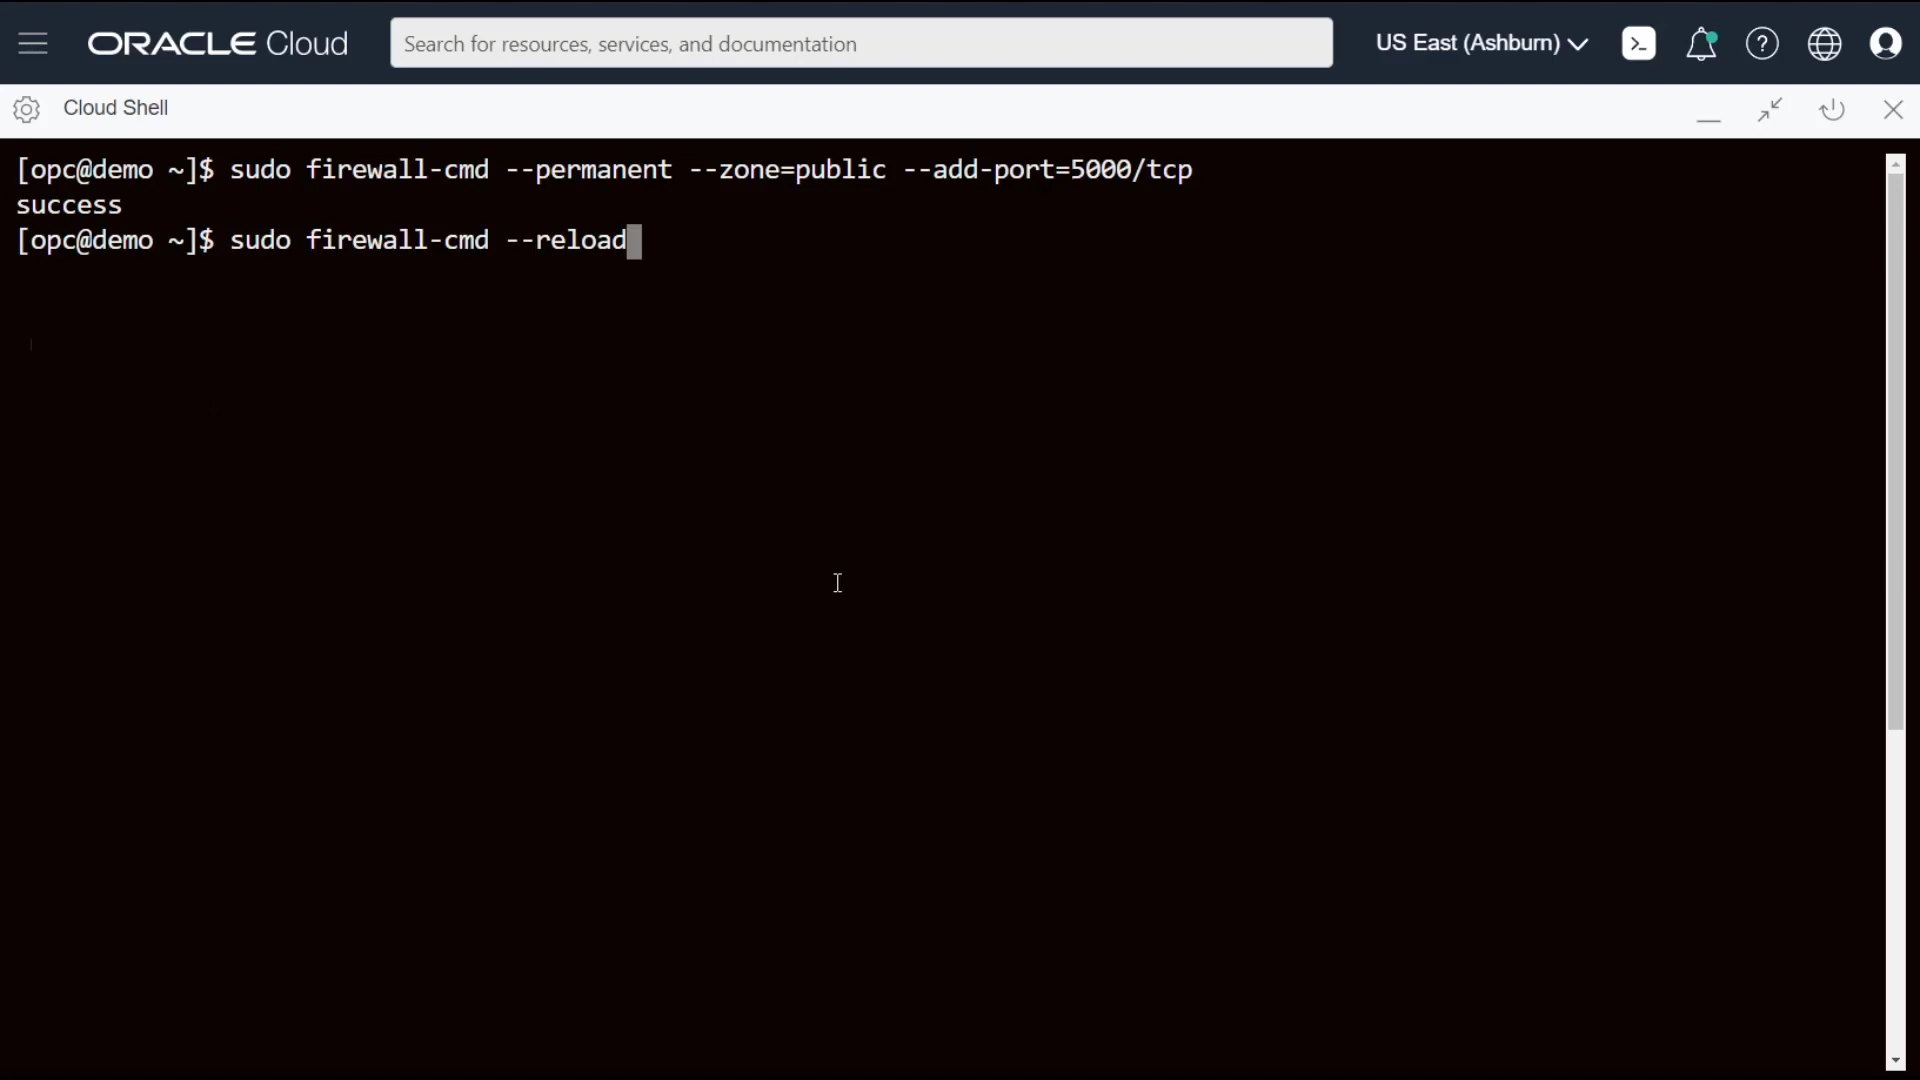 ORACLE Cloud
Search for resources, services, and documentation
US East (Ashburn)
Cloud Shell
[opc@demo ~]$ sudo firewall-cmd --permanent --zone=public --add-port=5000/tcp
success
[opc@demo ~]$ sudo firewall-cmd --reload